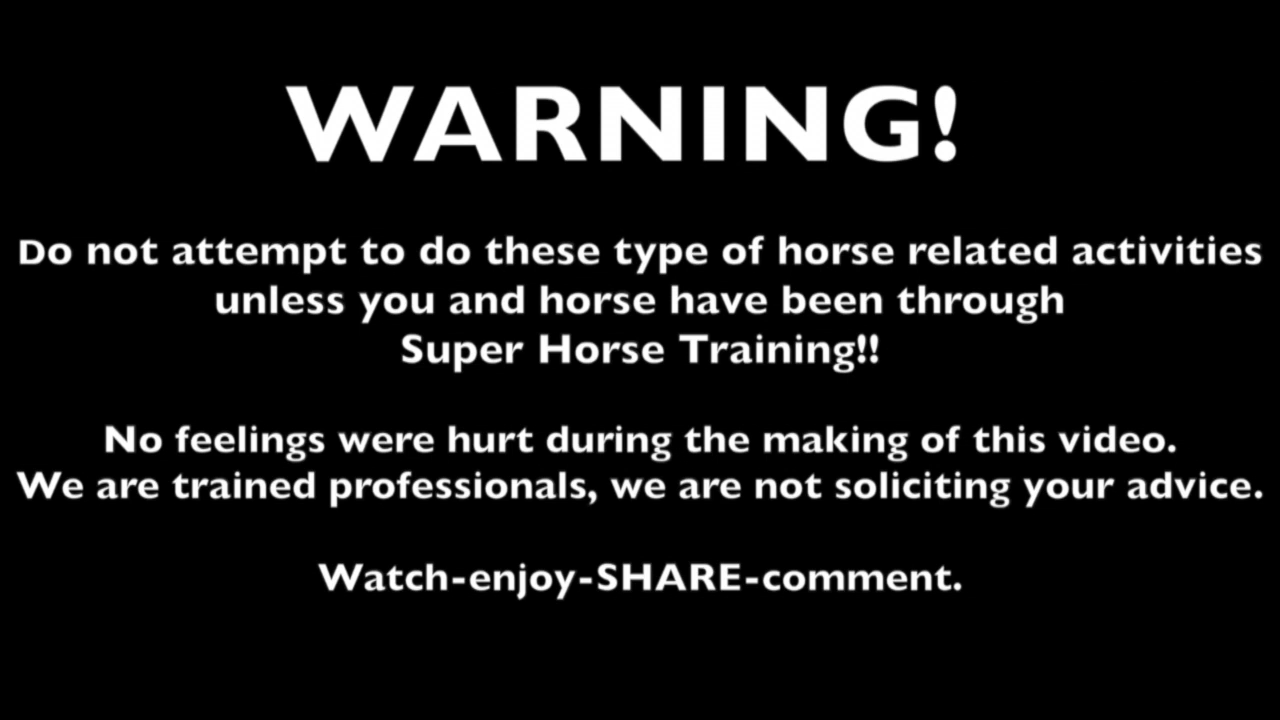 WARNING!
Do not attempt to do these type of horse related activities
unless you and horse have been through
Super Horse Training!!
No feelings were hurt during the making of this video.
We are trained professionals, we are not soliciting your advice.
Watch-enjoy-SHARE-comment.